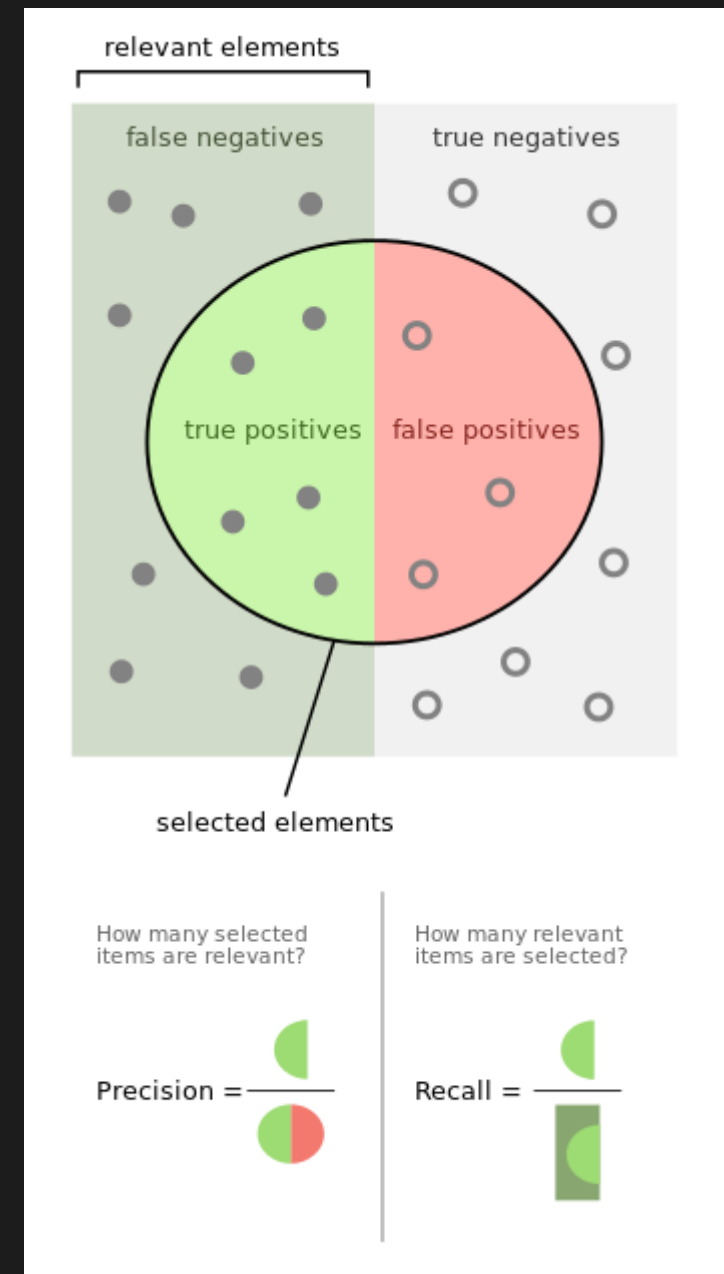 relevant elements
false negatives
true negatives
true positives
false positives
selected elements
How many selected
items are relevant?
Precision =
How many relevant
items are selected?
Recall =